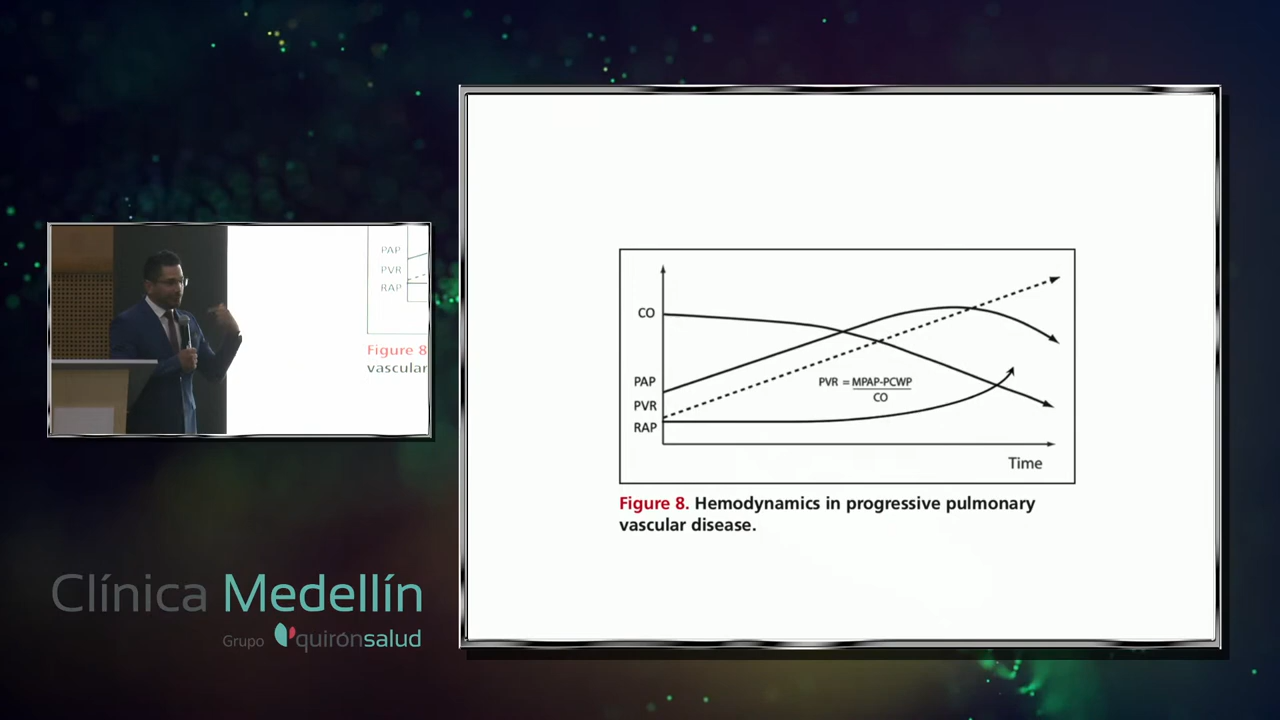 PAP
PVR
RAP
Figure 8
vascular
Clínica Medellín
Grupo quirónsalud
CO
PAP
PVR
RAP
PVR = MPAP-PCWP
CO
Time
Figure 8. Hemodynamics in progressive pulmonary
vascular disease.